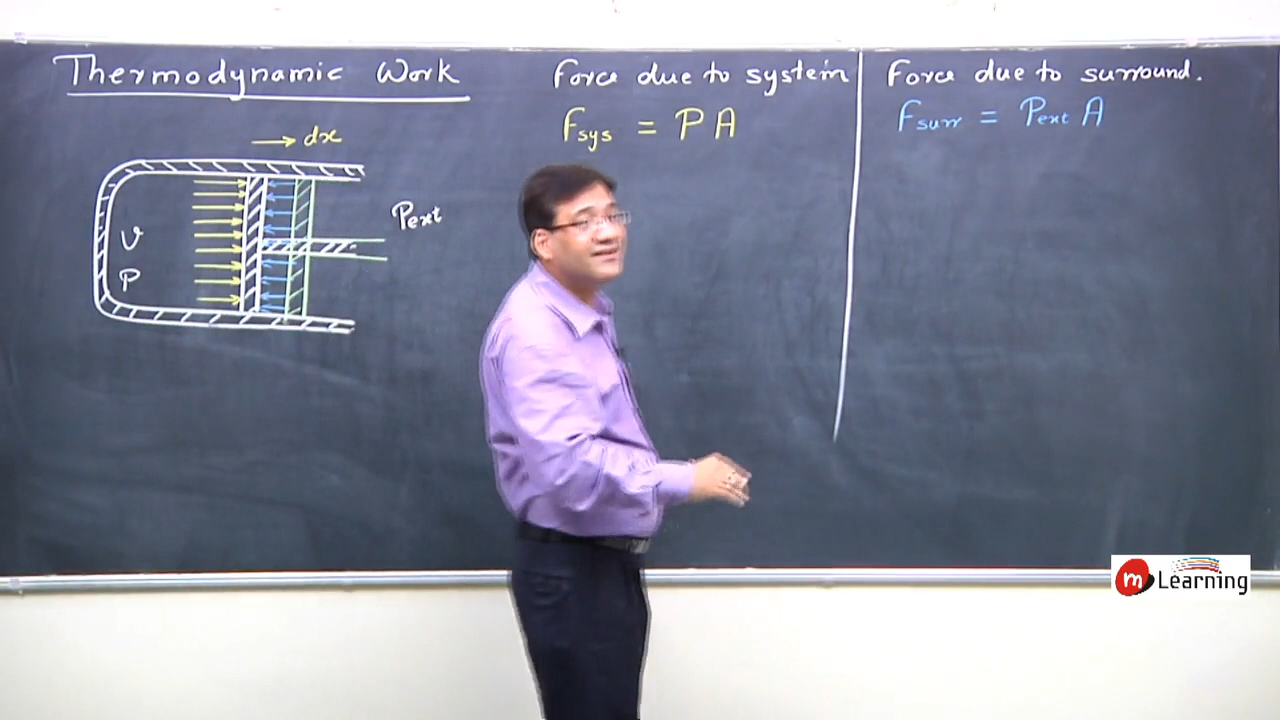 Thermodynamic Work
Force due to system
Force due to surround.
Fsys = P A
Fsurr = Pext A
dx
Pext
V
P
m Learning